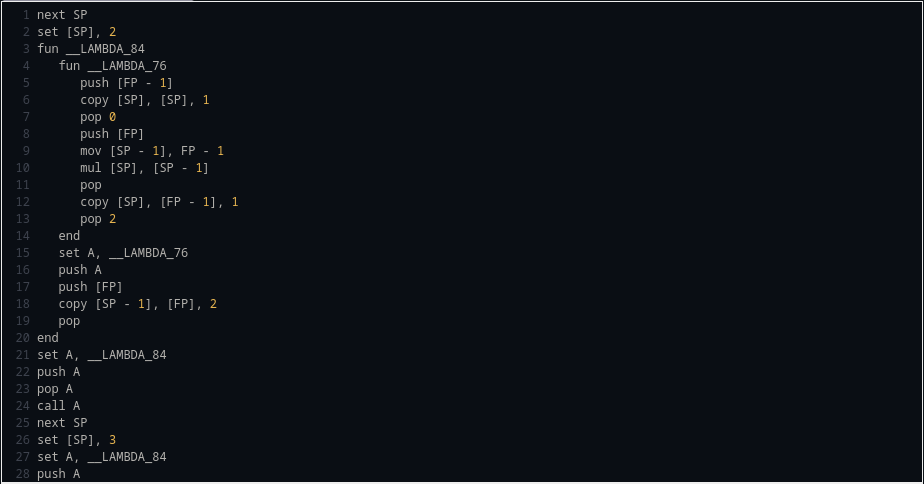 1 next SP
2 set [SP], 2
3 fun __LAMBDA_84
4 fun __LAMBDA_76
5 push [FP - 1]
6 copy [SP], [SP], 1
7 pop 0
8 push [FP]
9 mov [SP - 1], FP - 1
10 mul [SP], [SP - 1]
11 pop
12 copy [SP], [FP - 1], 1
13 pop 2
14 end
15 set A, __LAMBDA_76
16 push A
17 push [FP]
18 copy [SP - 1], [FP], 2
19 pop
20 end
21 set A, __LAMBDA_84
22 push A
23 pop A
24 call A
25 next SP
26 set [SP], 3
27 set A, __LAMBDA_84
28 push A